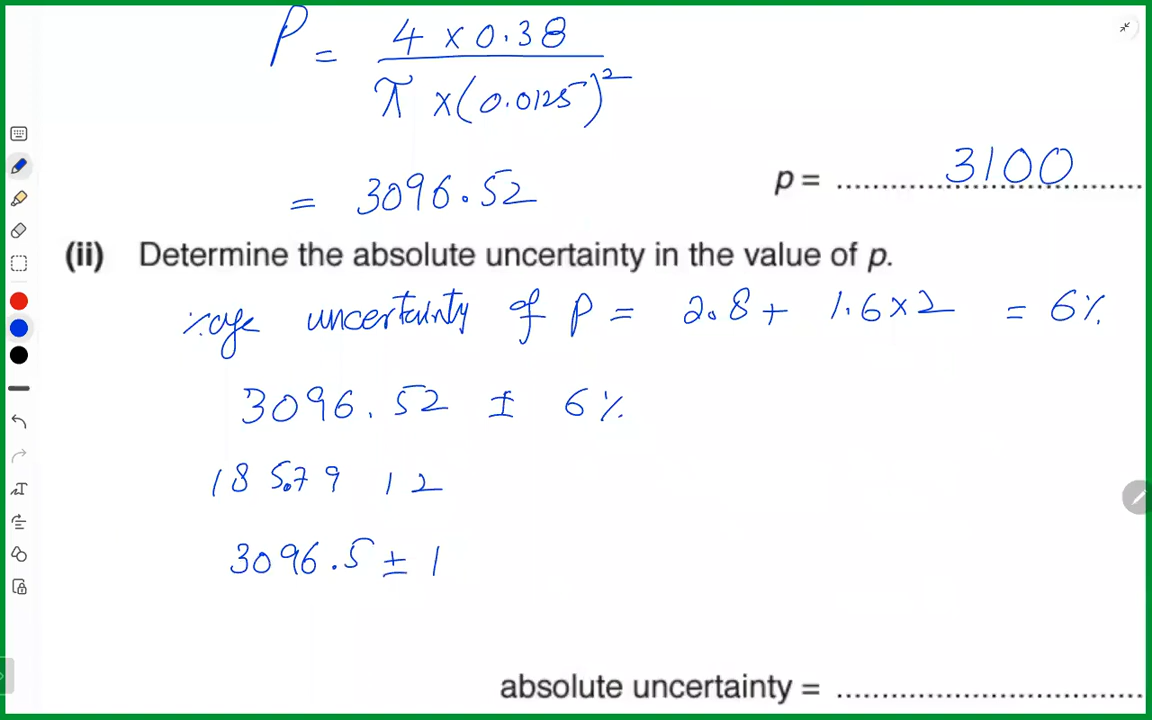 P = 4 × 0.38
π × (0.0125)²
= 3096.52
p = 3100
(ii) Determine the absolute uncertainty in the value of p.
%age uncertainty of P = 2.8 + 1.6 × 2 = 6%
3096.52 ± 6%
185.79 12
3096.5 ± 1
absolute uncertainty =